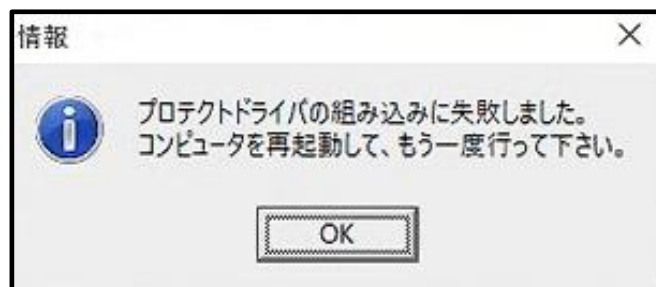 情報
プロテクトドライバの組み込みに失敗しました。
コンピュータを再起動して、もう一度行って下さい。
OK